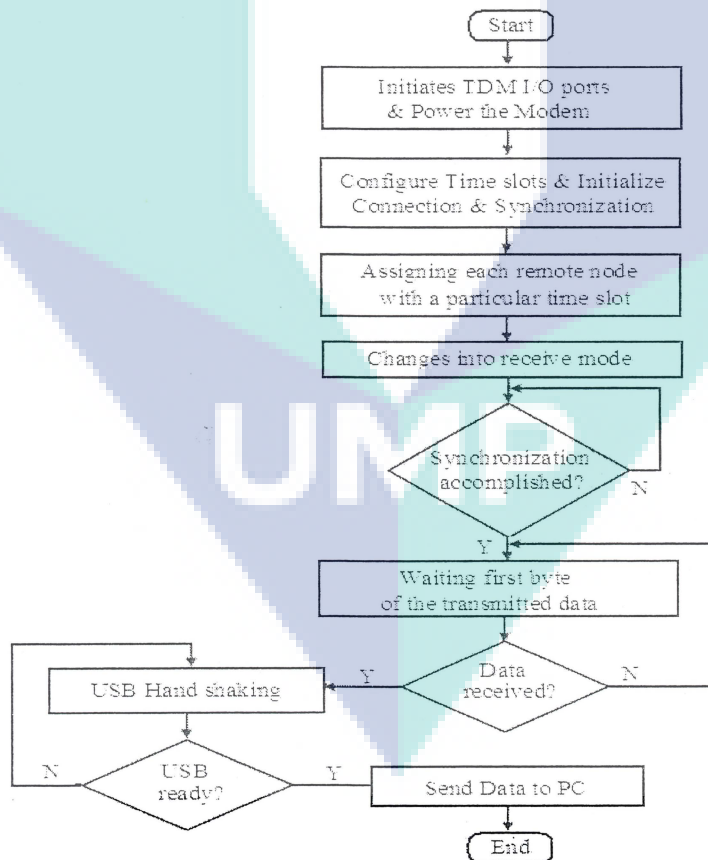 Start
Initiates TDM I/O ports
& Power the Modem
Configure Time slots & Initialize
Connection & Synchronization
Assigning each remote node
with a particular time slot
Changes into receive mode
Synchronization
accomplished?
N
Y
Waiting first byte
of the transmitted data
Data
received?
Y
N
USB Hand shaking
USB
ready?
N
Y
Send Data to PC
End
UMP